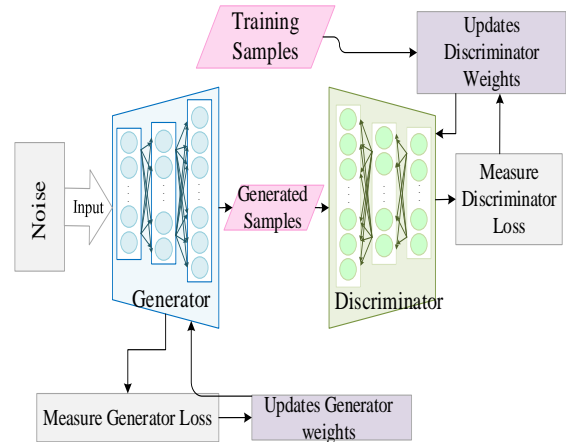 Training
Samples
Updates
Discriminator
Weights
Noise
Input
Generated
Samples
Measure
Discriminator
Loss
Generator
Discriminator
Measure Generator Loss
Updates Generator
weights